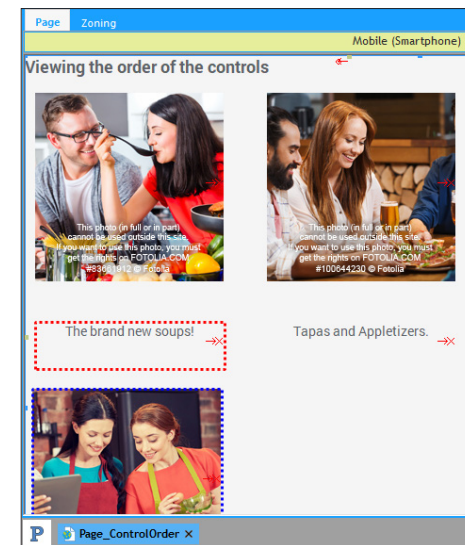 Page Zoning
Mobile (Smartphone)
Viewing the order of the controls
This photo (in full or in part)
cannot be used outside this site.
If you want to use this photo, you must
get the rights on FOTOLIA.COM
© Fotolia
This photo (in full or in part)
cannot be used outside this site.
If you want to use this photo, you must
get the rights on FOTOLIA.COM
#100644230 © Fotolia
The brand new soups!
Tapas and Appletizers.
P Page_ControlOrder ×